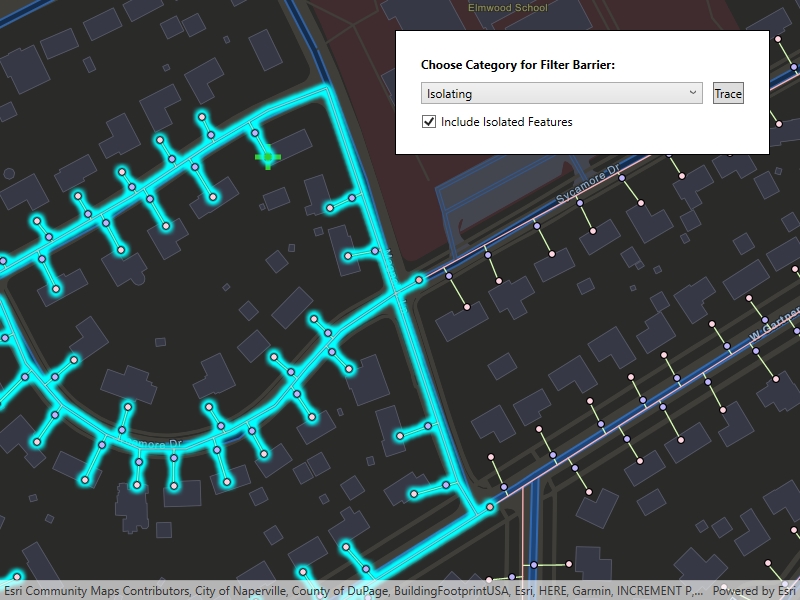 Elmwood School
Choose Category for Filter Barrier:
Isolating
Trace
Include Isolated Features
Sycamore Dr
W Gartner
more Dr
Esri Community Maps Contributors, City of Naperville, County of DuPage, BuildingFootprintUSA, Esri, HERE, Garmin, INCREMENT P,...
Powered by Esri